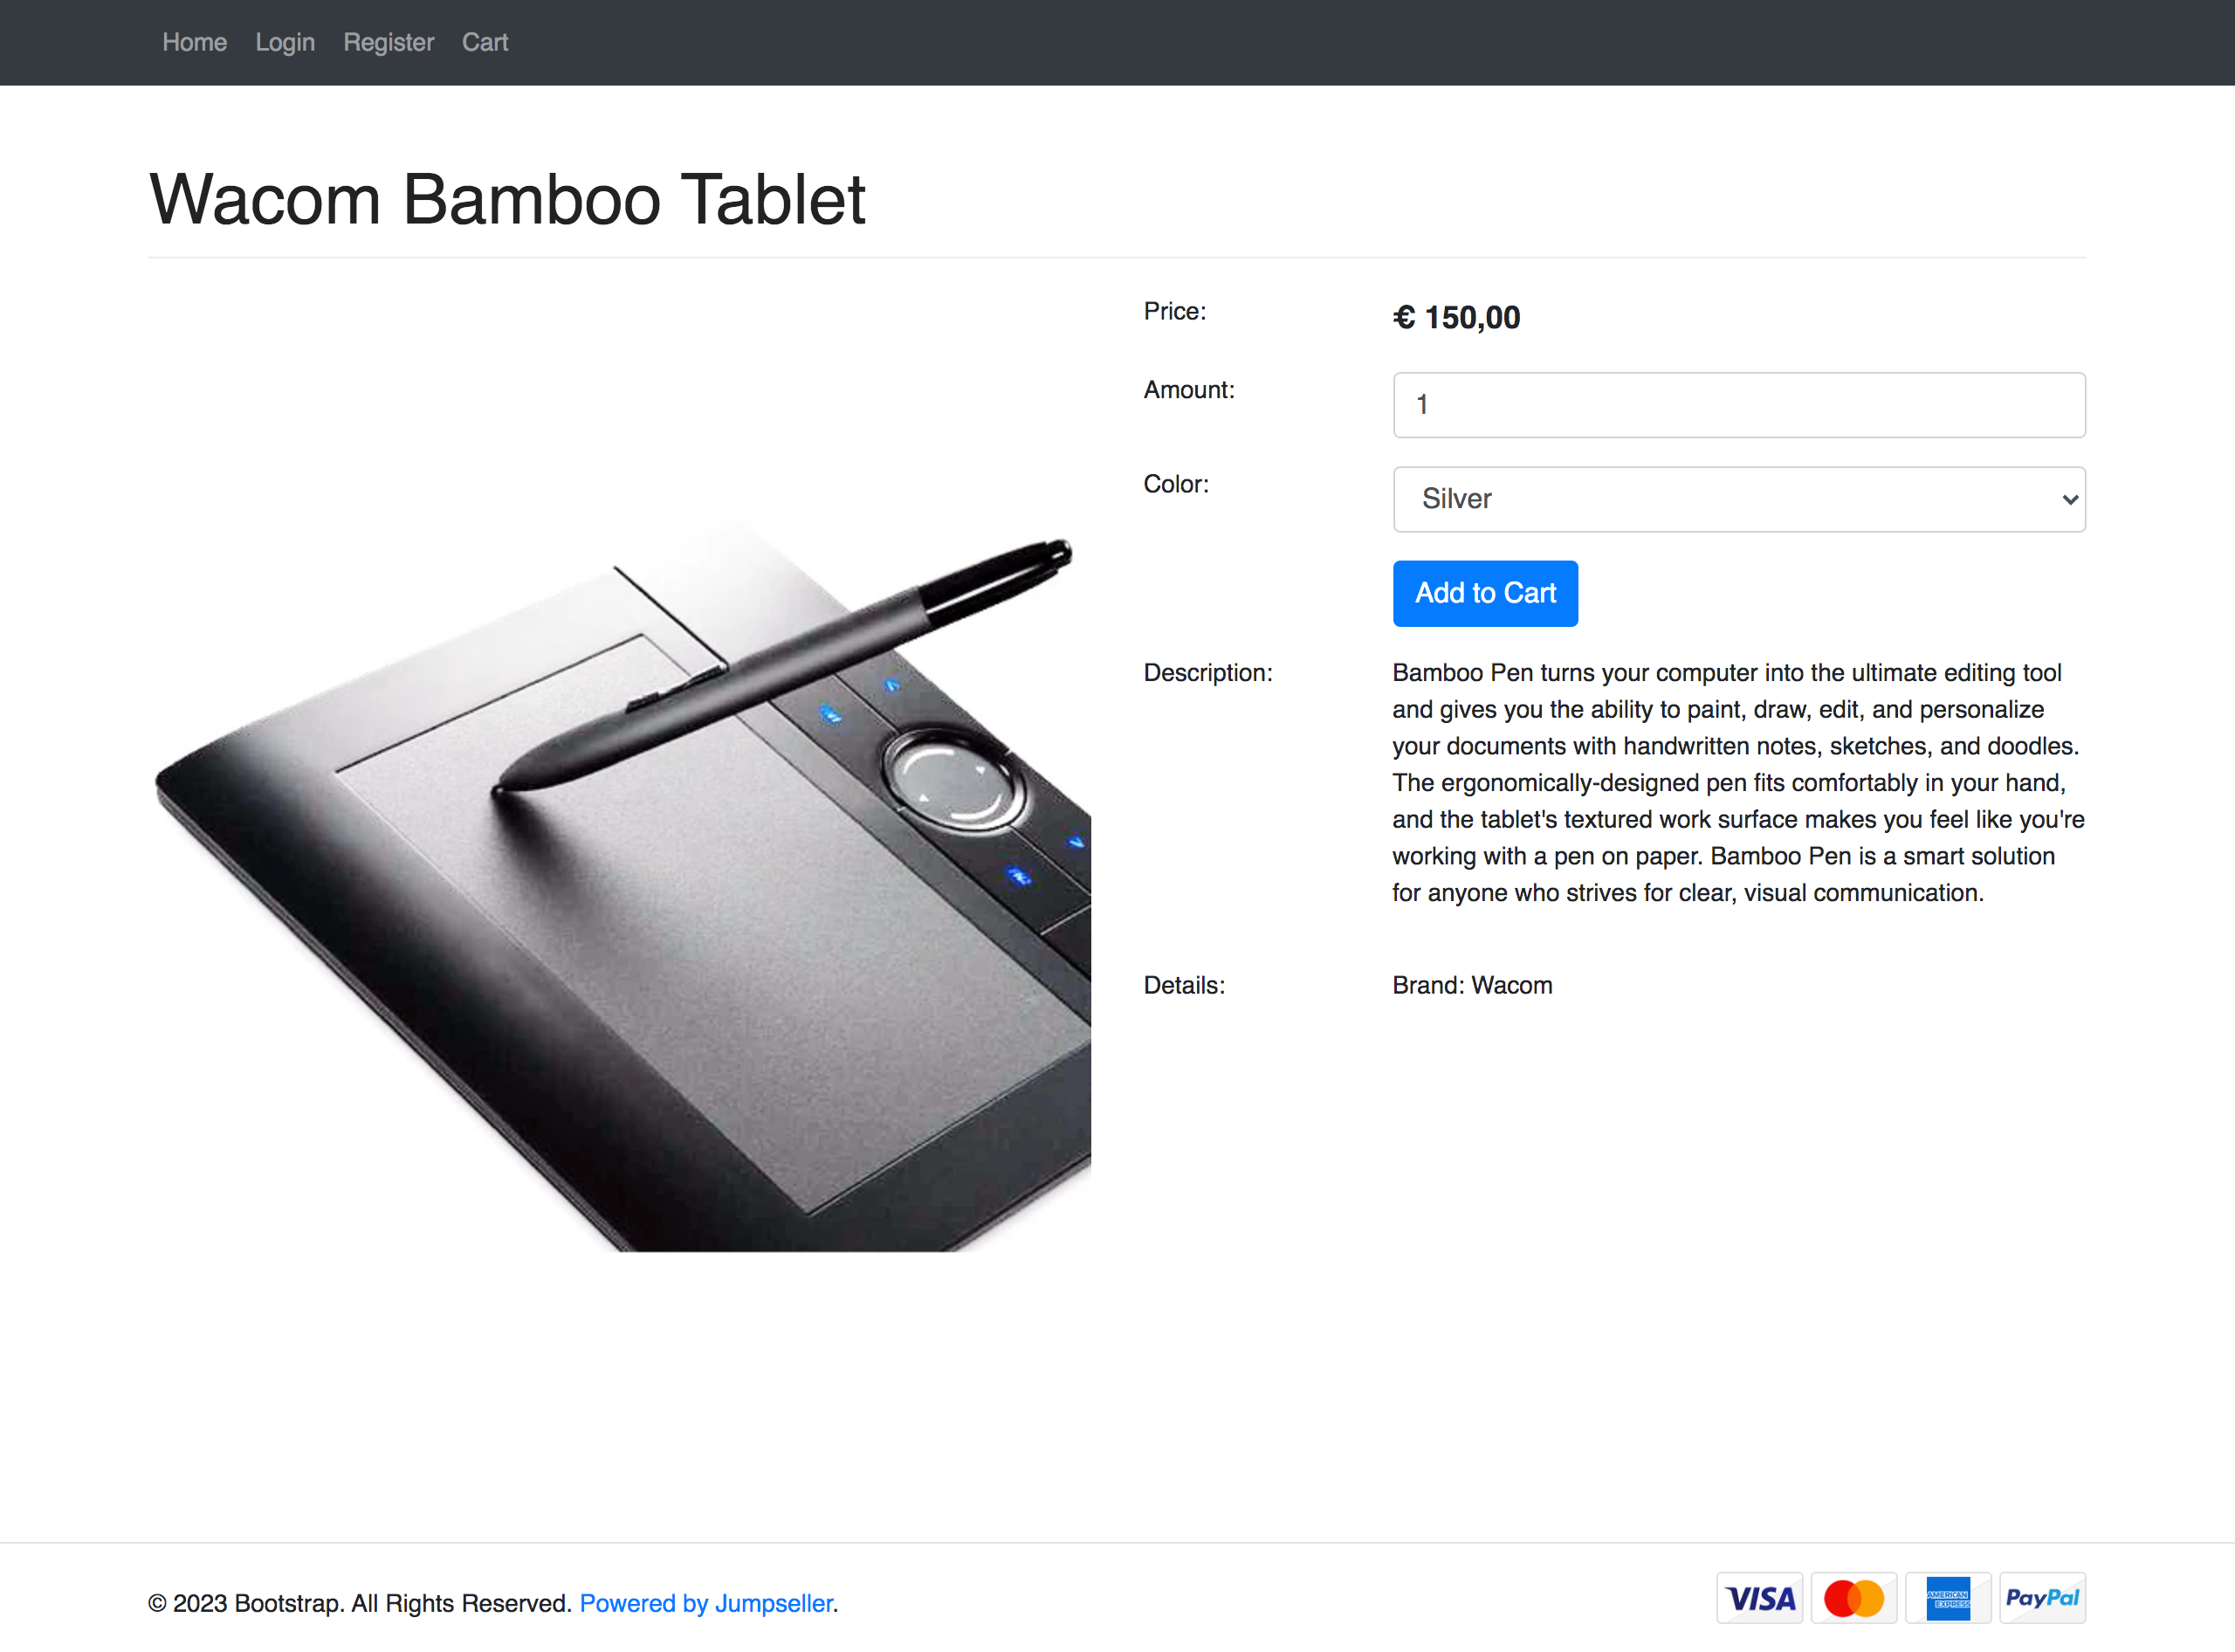 Home Login Register Cart
Wacom Bamboo Tablet
Price: € 150,00
Amount: 1
Color: Silver
Add to Cart
Description: Bamboo Pen turns your computer into the ultimate editing tool
and gives you the ability to paint, draw, edit, and personalize
your documents with handwritten notes, sketches, and doodles.
The ergonomically-designed pen fits comfortably in your hand,
and the tablet's textured work surface makes you feel like you're
working with a pen on paper. Bamboo Pen is a smart solution
for anyone who strives for clear, visual communication.
Details: Brand: Wacom
© 2023 Bootstrap. All Rights Reserved. Powered by Jumpseller.
VISA
AMERICAN
EXPRESS
PayPal